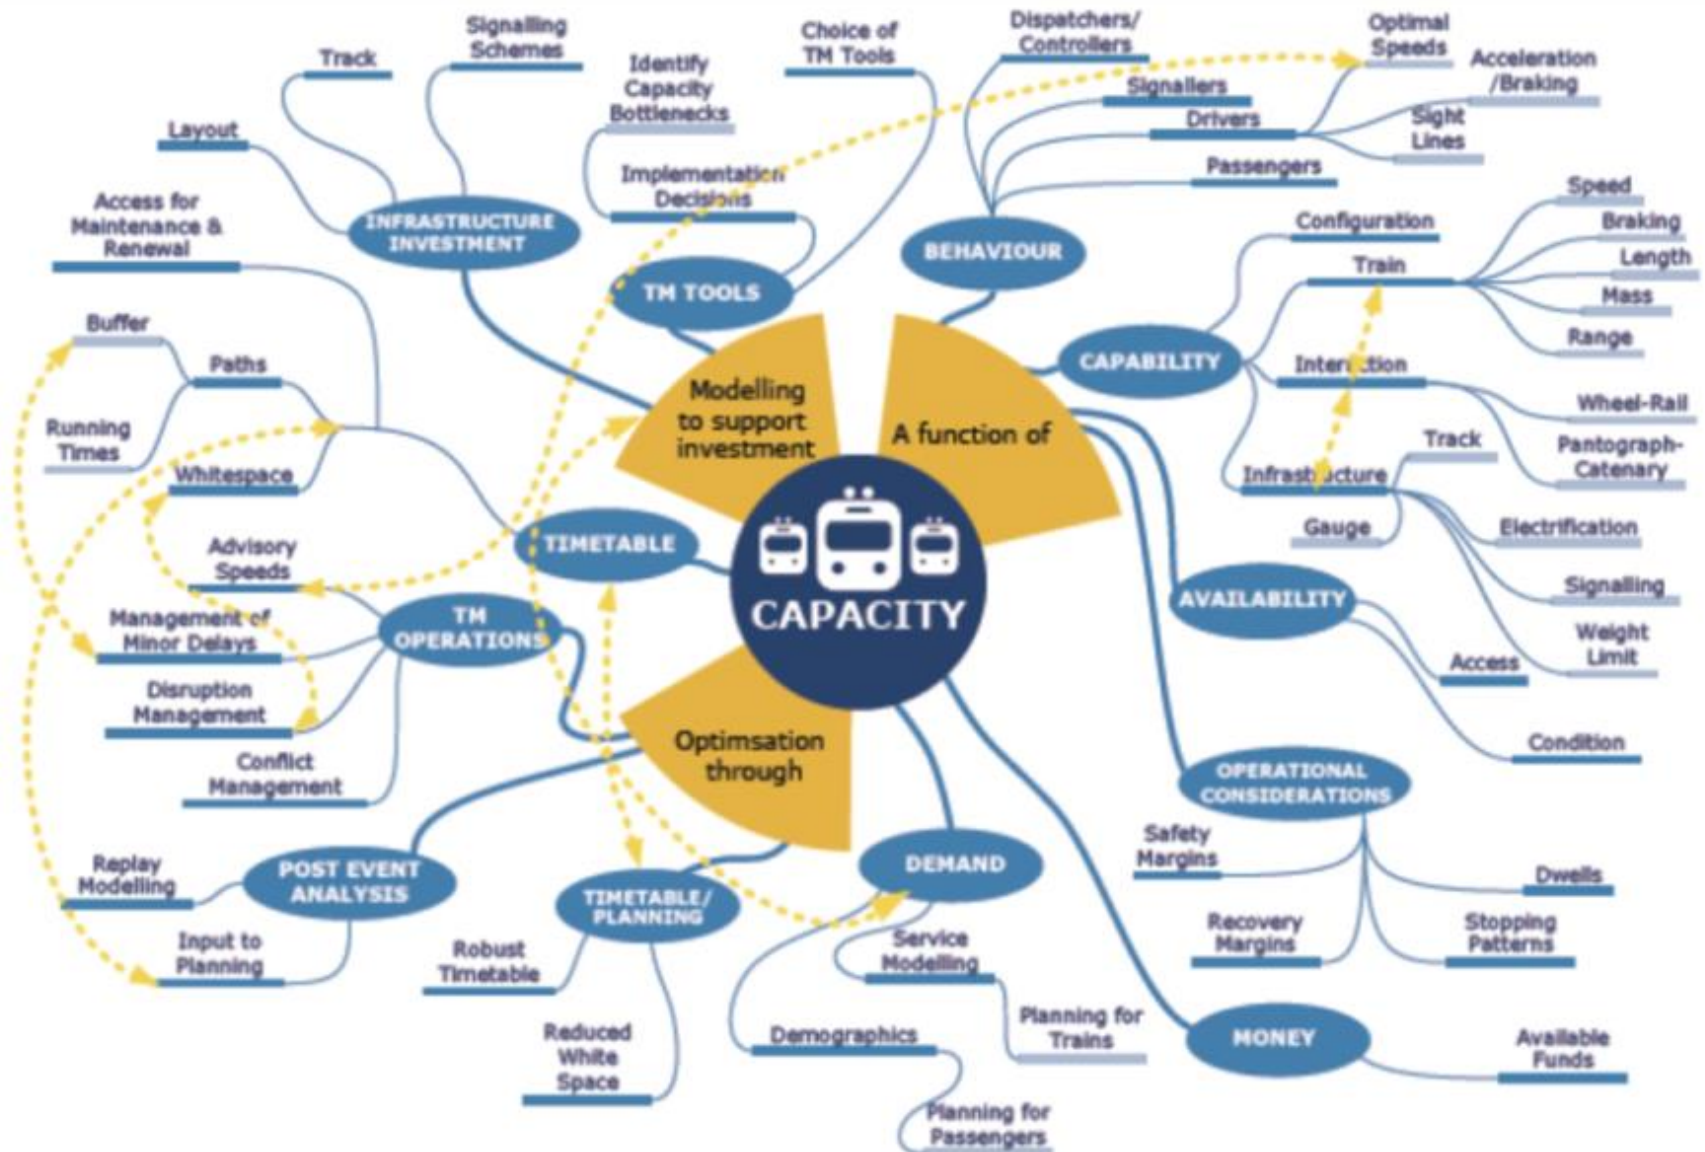 Track
Signalling
Schemes
Identify
Capacity
Bottlenecks
Choice of
TM Tools
Dispatchers/
Controllers
Optimal
Speeds
Acceleration
/Braking
Layout
Signallers
Drivers
Sight
Lines
Passengers
Implementation
Decisions
Access for
Maintenance &
Renewal
INFRASTRUCTURE
INVESTMENT
TM TOOLS
BEHAVIOUR
Configuration
Speed
Braking
Train
Length
Mass
Range
Buffer
Paths
Running
Times
Whitespace
Modelling
to support
investment
A function of
CAPABILITY
Interaction
Wheel-Rail
Track
Pantograph-
Catenary
Infrastructure
Gauge
Electrification
Signalling
Weight
Limit
TIMETABLE
CAPACITY
AVAILABILITY
Access
Condition
Advisory
Speeds
TM
OPERATIONS
Management of
Minor Delays
Disruption
Management
Conflict
Management
Optimsation
through
OPERATIONAL
CONSIDERATIONS
Safety
Margins
Dwells
Recovery
Margins
Stopping
Patterns
Replay
Modelling
POST EVENT
ANALYSIS
Input to
Planning
TIMETABLE/
PLANNING
Robust
Timetable
Reduced
White
Space
DEMAND
Service
Modelling
Demographics
Planning for
Trains
Planning for
Passengers
MONEY
Available
Funds